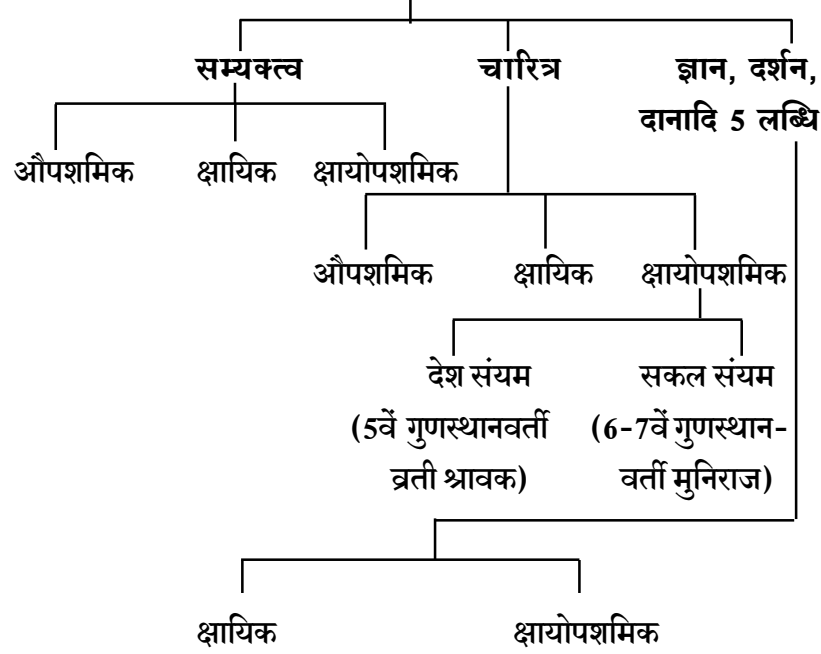 सम्यक्त्व चारित्र ज्ञान, दर्शन,
दानादि 5 लब्धि
औपशमिक क्षायिक क्षायोपशमिक
औपशमिक क्षायिक क्षायोपशमिक
देश संयम सकल संयम
(5वें गुणस्थानवर्ती (6-7वें गुणस्थान-
व्रती श्रावक) वर्ती मुनिराज)
क्षायिक क्षायोपशमिक